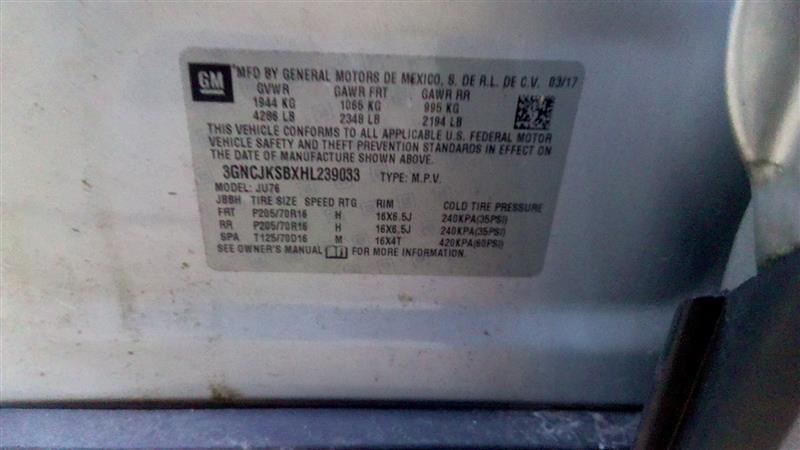 GM
MFD BY GENERAL MOTORS DE MEXICO, S. DE R.L. DE C.V. 03/17
GVWR GAWR FRT GAWR RR
1944 KG 1065 KG 995 KG
4286 LB 2348 LB 2194 LB
THIS VEHICLE CONFORMS TO ALL APPLICABLE U.S. FEDERAL MOTOR
VEHICLE SAFETY AND THEFT PREVENTION STANDARDS IN EFFECT ON
THE DATE OF MANUFACTURE SHOWN ABOVE.
3GNCJKSBXHL239033 TYPE: M.P.V.
MODEL: JU76
JBBH TIRE SIZE SPEED RTG RIM COLD TIRE PRESSURE
FRT P205/70R16 H 16X6.5J 240KPA(35PSI)
RR P205/70R16 H 16X6.5J 240KPA(35PSI)
SPA T125/70D16 M 16X4T 420KPA(60PSI)
SEE OWNER'S MANUAL FOR MORE INFORMATION.